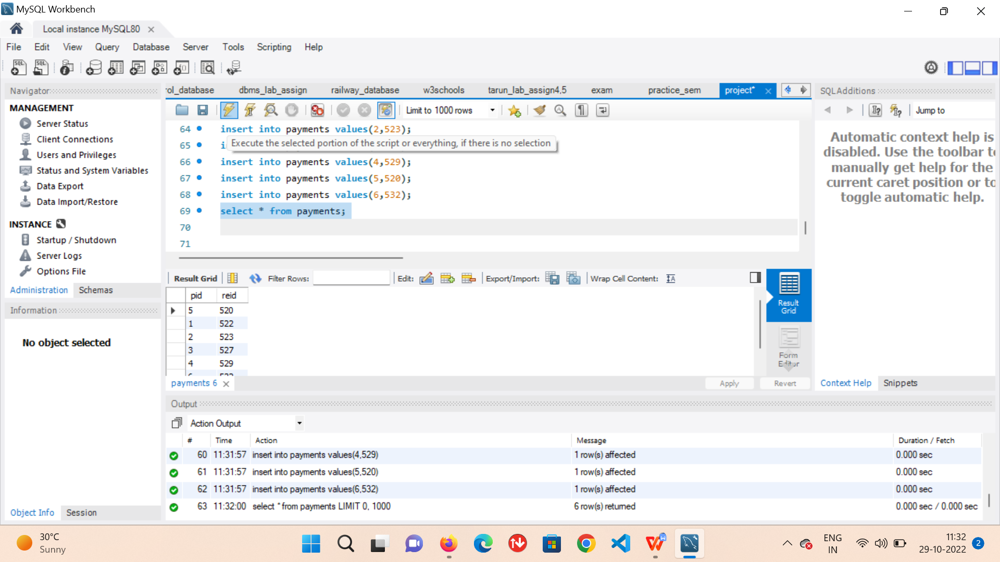 MySQL Workbench
Local instance MySQL80
File Edit View Query Database Server Tools Scripting Help
Navigator
MANAGEMENT
Server Status
Client Connections
Users and Privileges
Status and System Variables
Data Export
Data Import/Restore
INSTANCE
Startup / Shutdown
Server Logs
Options File
Administration Schemas
Information
No object selected
Object Info Session
rol_database dbms_lab_assign railway_database w3schools tarun_lab_assign4,5 exam practice_sem project*
Limit to 1000 rows
64 insert into payments values(2,523);
65
Execute the selected portion of the script or everything, if there is no selection
66 insert into payments values(4,529);
67 insert into payments values(5,520);
68 insert into payments values(6,532);
69 select * from payments;
70
71
Result Grid Filter Rows: Edit: Export/Import: Wrap Cell Content:
pid reid
5 520
1 522
2 523
3 527
4 529
Result
Grid
Form
Editor
payments 6 Apply Revert
SQLAdditions
Jump to
Automatic context help is
disabled. Use the toolbar to
manually get help for the
current caret position or to
toggle automatic help.
Context Help Snippets
Output
Action Output
# Time Action Message Duration / Fetch
60 11:31:57 insert into payments values(4,529) 1 row(s) affected 0.000 sec
61 11:31:57 insert into payments values(5,520) 1 row(s) affected 0.000 sec
62 11:31:57 insert into payments values(6,532) 1 row(s) affected 0.000 sec
63 11:32:00 select * from payments LIMIT 0, 1000 6 row(s) returned 0.000 sec / 0.000 sec
30°C
Sunny
ENG
IN
11:32
29-10-2022
2